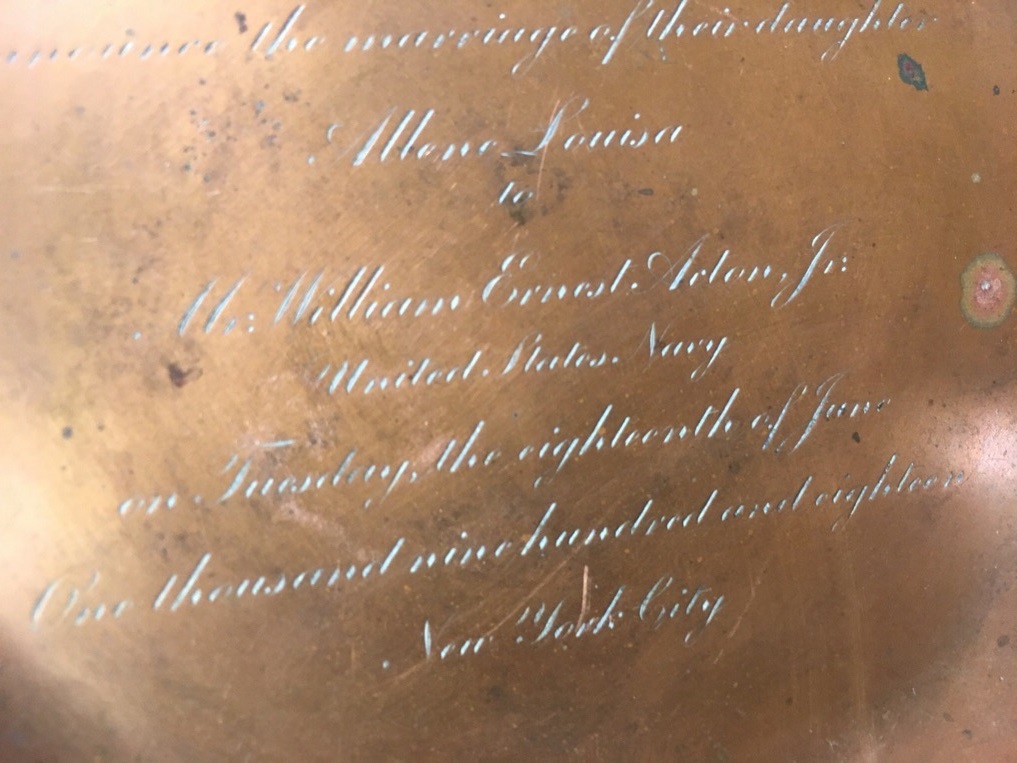 announce the marriage of their daughter
Allene Louisa
to
Mr. William Ernest Acton, Jr.
United States Navy
on Tuesday, the eighteenth of June
One thousand nine hundred and eighteen
New York City